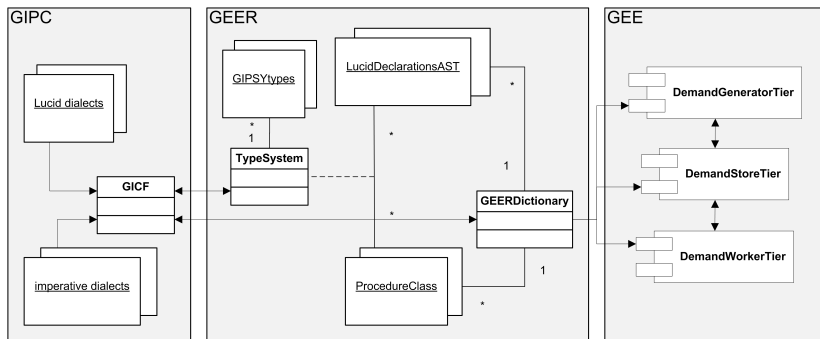 GIPC
GEER
GEE
GIPSYtypes
LucidDeclarationsAST
Lucid dialects
DemandGeneratorTier
*
*
*
1
TypeSystem
1
DemandStoreTier
GICF
GEERDictionary
*
DemandWorkerTier
1
imperative dialects
ProcedureClass
*